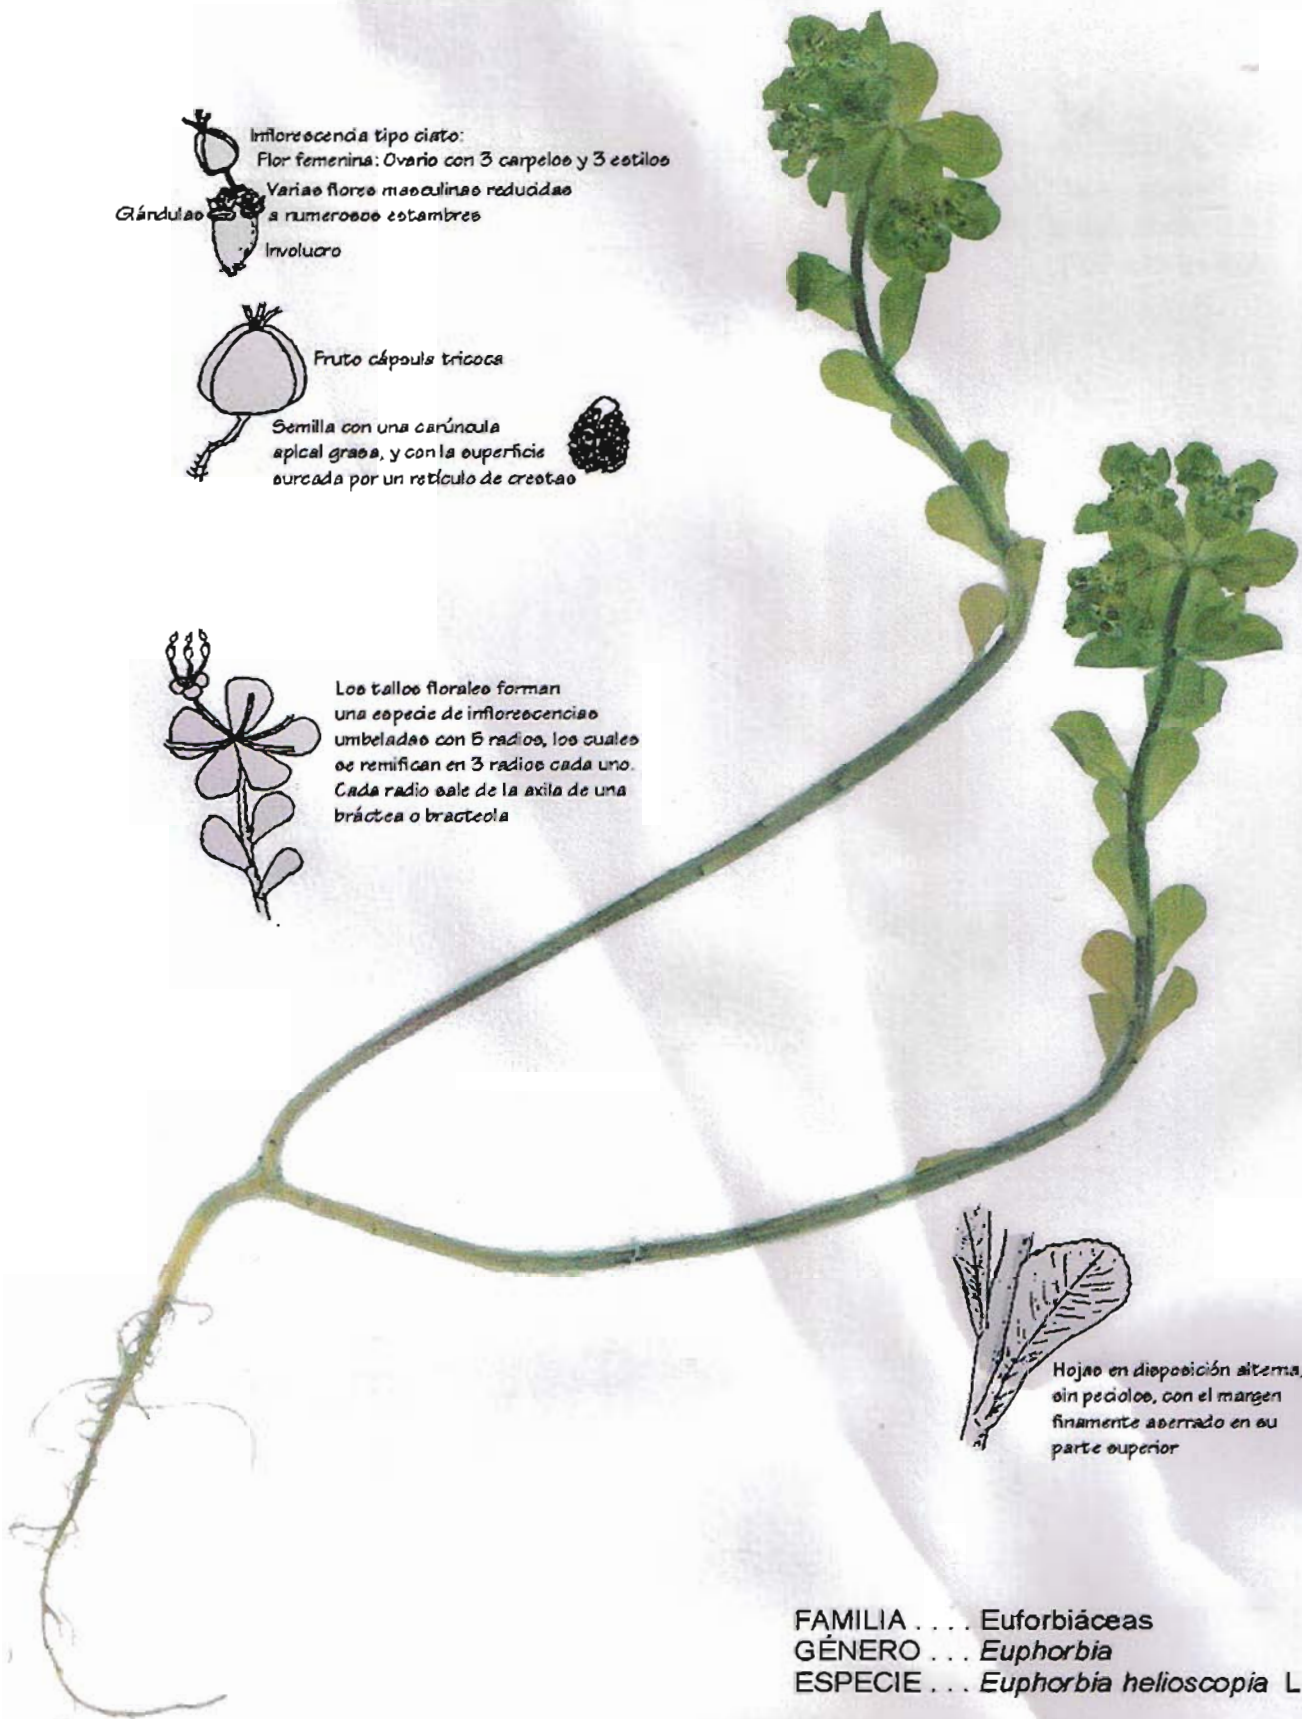 Inflorescencia tipo ciato:
Flor femenina: Ovario con 3 carpelos y 3 estilos
Varias flores masculinas reducidas
a numerosos estambres
Glándulas
Involucro
Fruto cápsula tricoca
Semilla con una carúncula
apical grasa, y con la superficie
surcada por un retículo de crestas
Los tallos florales forman
una especie de inflorescencias
umbeladas con 5 radios, los cuales
se remifican en 3 radios cada uno.
Cada radio sale de la axila de una
bráctea o bracteola
Hojas en disposición alterna,
sin peciolos, con el margen
finamente aserrado en su
parte superior
FAMILIA .... Euforbiáceas
GÉNERO ... Euphorbia
ESPECIE ... Euphorbia helioscopia L